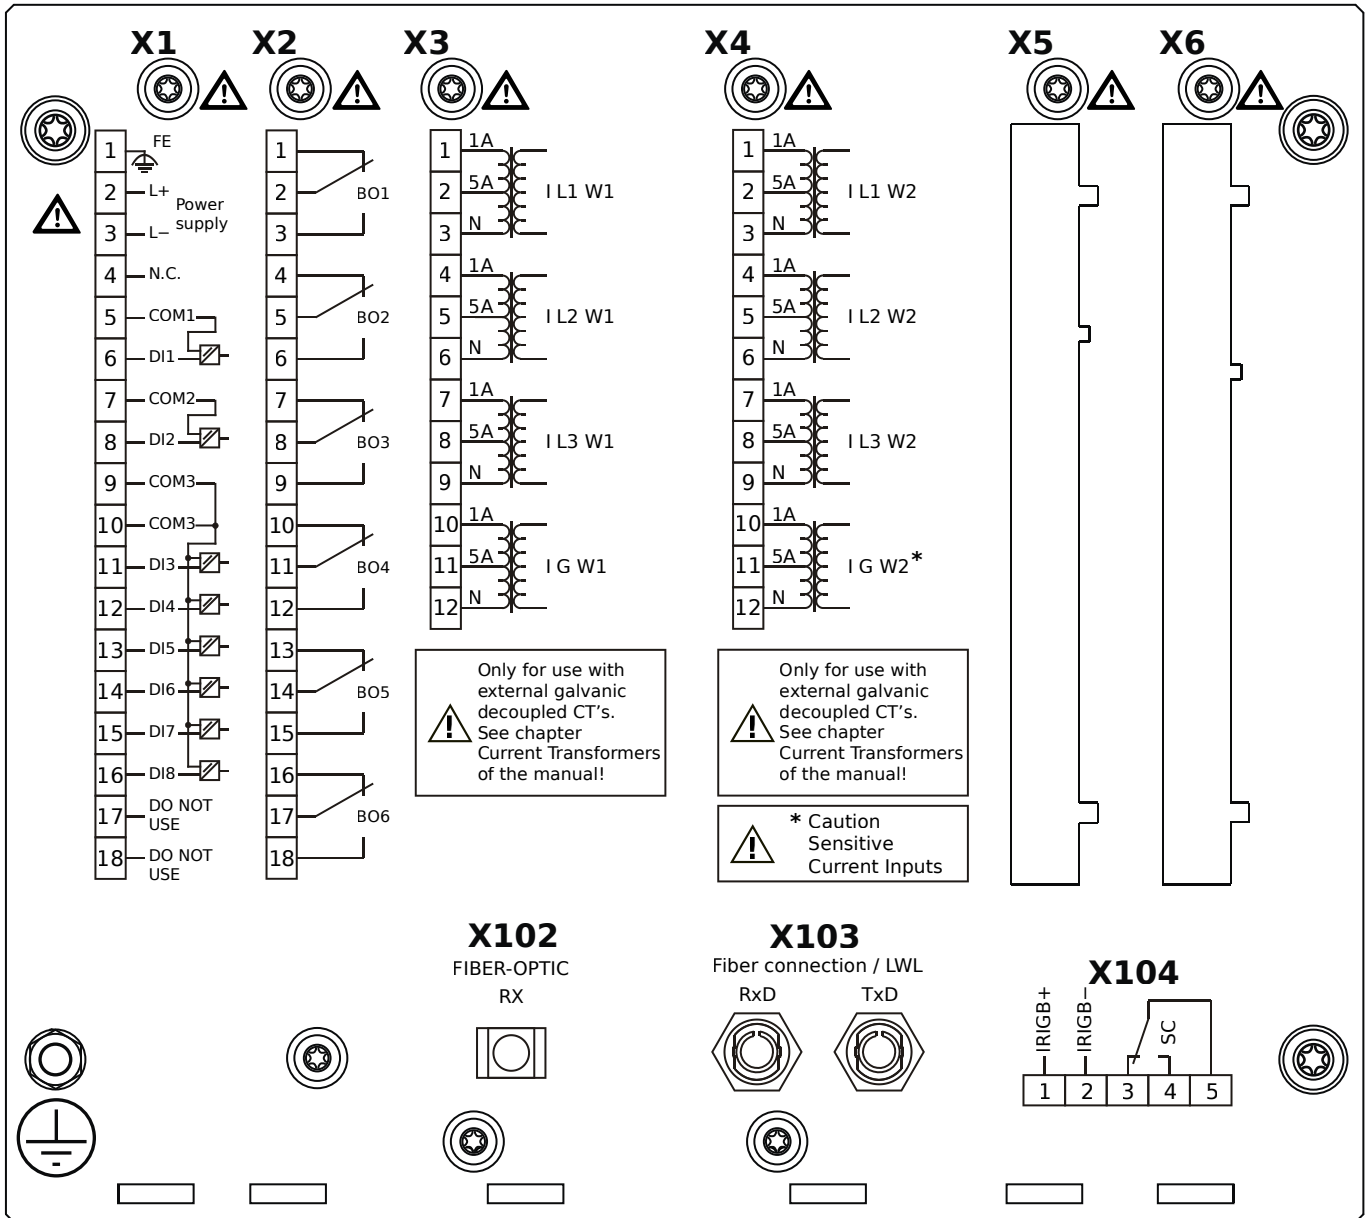 X1 X2 X3 X4 X5 X6
1 FE
2 L+
Power
supply
3 L−
4 N.C.
5 COM1
6 DI1
7 COM2
8 DI2
9 COM3
10 COM3
11 DI3
12 DI4
13 DI5
14 DI6
15 DI7
16 DI8
17 DO NOT
USE
18 DO NOT
USE
1
2 BO1
3
4
5 BO2
6
7
8 BO3
9
10
11 BO4
12
13
14 BO5
15
16
17 BO6
18
1 1A
2 5A I L1 W1
3 N
4 1A
5 5A I L2 W1
6 N
7 1A
8 5A I L3 W1
9 N
10 1A
11 5A I G W1
12 N
Only for use with
external galvanic
decoupled CT's.
See chapter
Current Transformers
of the manual!
1 1A
2 5A I L1 W2
3 N
4 1A
5 5A I L2 W2
6 N
7 1A
8 5A I L3 W2
9 N
10 1A
11 5A I G W2*
12 N
Only for use with
external galvanic
decoupled CT's.
See chapter
Current Transformers
of the manual!
* Caution
Sensitive
Current Inputs
X102
FIBER-OPTIC
RX
X103
Fiber connection / LWL
RxD TxD
X104
IRIGB+
IRIGB−
SC
1 2 3 4 5